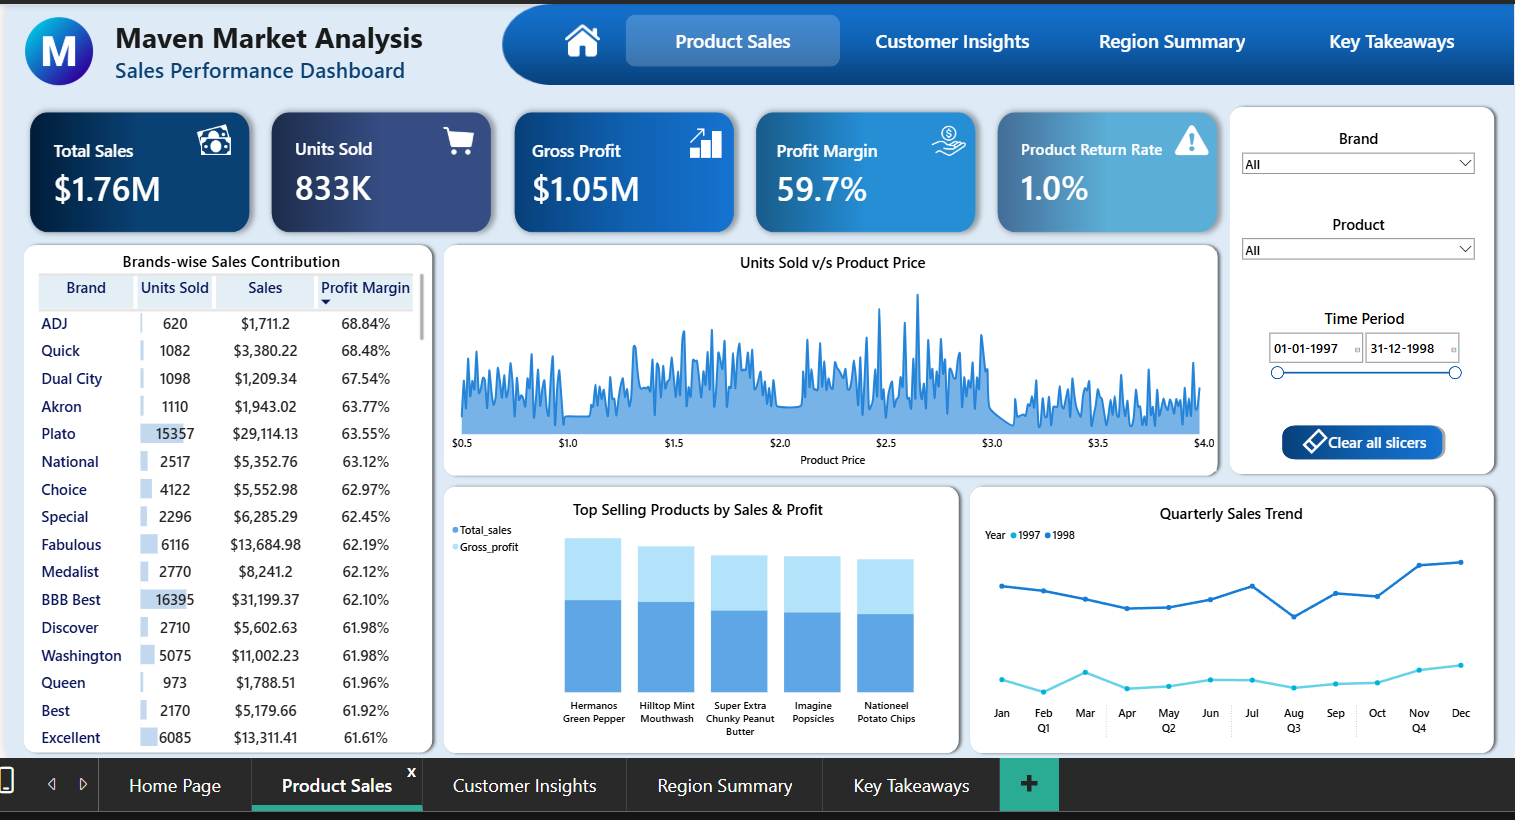 M
Maven Market Analysis
Sales Performance Dashboard
Product Sales
Customer Insights
Region Summary
Key Takeaways
Total Sales
$1.76M
Units Sold
833K
Gross Profit
$1.05M
Profit Margin
59.7%
Product Return Rate
1.0%
Brand
All
Product
All
Time Period
01-01-1997 31-12-1998
Clear all slicers
Brands-wise Sales Contribution
Brand Units Sold Sales Profit Margin
ADJ 620 $1,711.2 68.84%
Quick 1082 $3,380.22 68.48%
Dual City 1098 $1,209.34 67.54%
Akron 1110 $1,943.02 63.77%
Plato 15357 $29,114.13 63.55%
National 2517 $5,352.76 63.12%
Choice 4122 $5,552.98 62.97%
Special 2296 $6,285.29 62.45%
Fabulous 6116 $13,684.98 62.19%
Medalist 2770 $8,241.2 62.12%
BBB Best 16395 $31,199.37 62.10%
Discover 2710 $5,602.63 61.98%
Washington 5075 $11,002.23 61.98%
Queen 973 $1,788.51 61.96%
Best 2170 $5,179.66 61.92%
Excellent 6085 $13,311.41 61.61%
Units Sold v/s Product Price
$0.5 $1.0 $1.5 $2.0 $2.5 $3.0 $3.5 $4.0
Product Price
Top Selling Products by Sales & Profit
Total_sales
Gross_profit
Hermanos Green Pepper
Hilltop Mint Mouthwash
Super Extra Chunky Peanut Butter
Imagine Popsicles
Nationeel Potato Chips
Quarterly Sales Trend
Year 1997 1998
Jan Feb Mar Apr May Jun Jul Aug Sep Oct Nov Dec
Q1 Q2 Q3 Q4
Home Page
Product Sales
x
Customer Insights
Region Summary
Key Takeaways
+